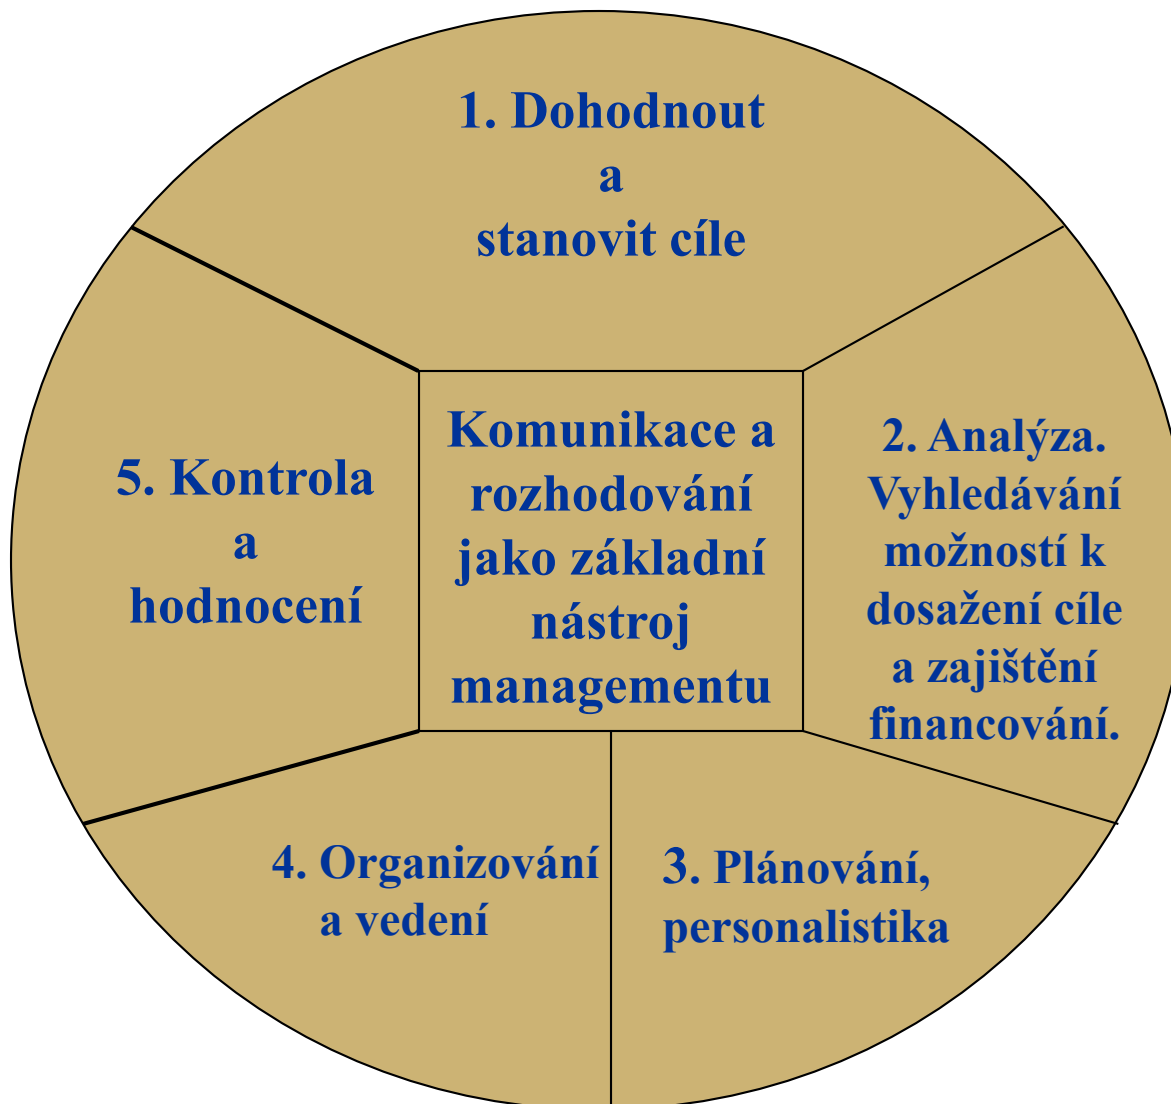 1. Dohodnout
a
stanovit cíle
Komunikace a
rozhodování
jako základní
nástroj
managementu
2. Analýza.
Vyhledávání
možností k
dosažení cíle
a zajištění
financování.
3. Plánování,
personalistika
4. Organizování
a vedení
5. Kontrola
a
hodnocení